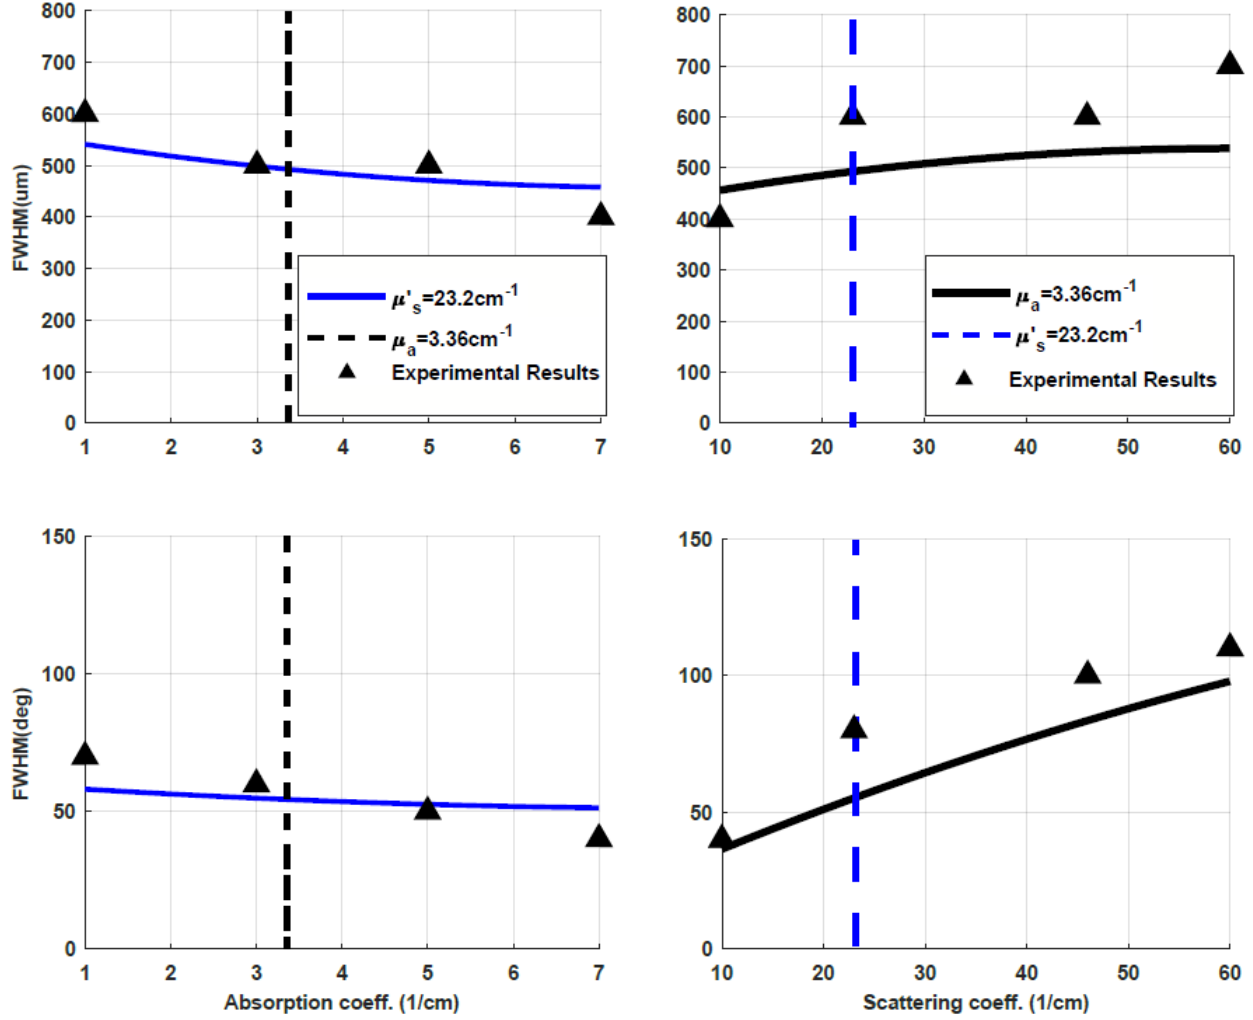 800
700
600
500
400
300
200
100
0
FWHM(um)
1 2 3 4 5 6 7
μ's=23.2cm-1
μa=3.36cm-1
Experimental Results
800
700
600
500
400
300
200
100
0
10 20 30 40 50 60
μa=3.36cm-1
μ's=23.2cm-1
Experimental Results
150
100
50
0
FWHM(deg)
1 2 3 4 5 6 7
Absorption coeff. (1/cm)
150
100
50
0
10 20 30 40 50 60
Scattering coeff. (1/cm)